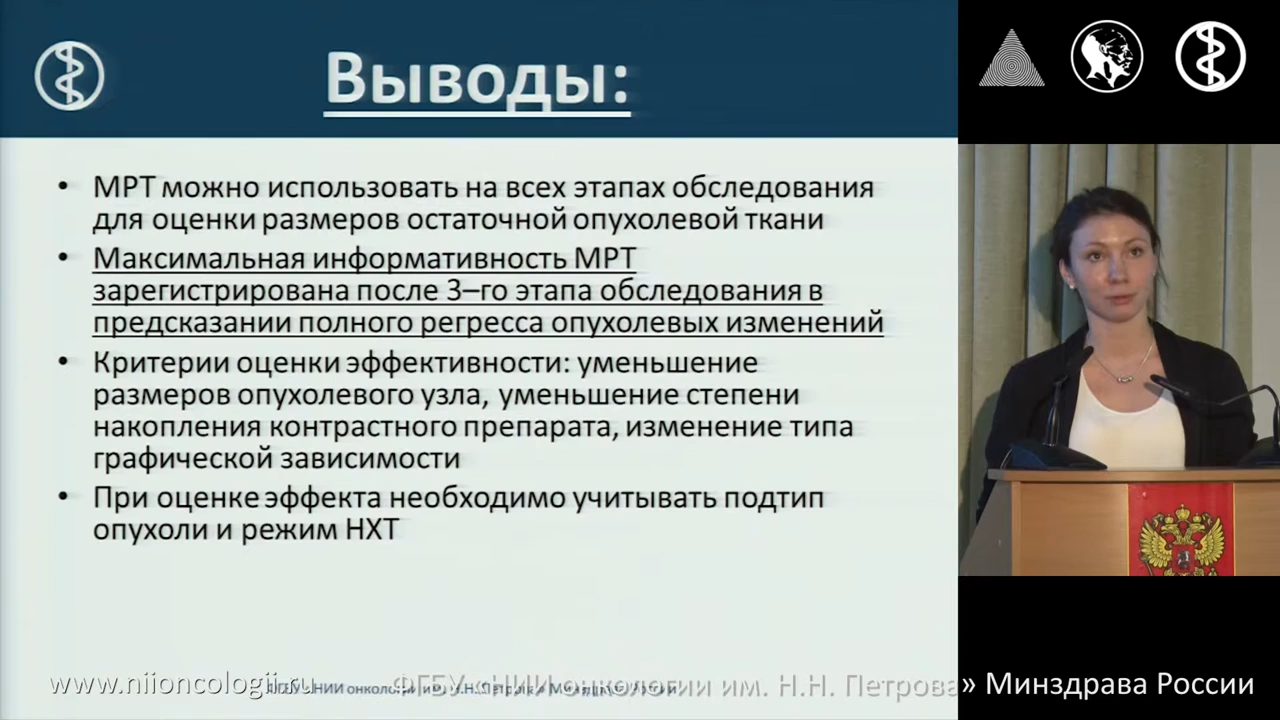 Выводы:
• МРТ можно использовать на всех этапах обследования
для оценки размеров остаточной опухолевой ткани
• Максимальная информативность МРТ
зарегистрирована после 3–го этапа обследования в
предсказании полного регресса опухолевых изменений
• Критерии оценки эффективности: уменьшение
размеров опухолевого узла, уменьшение степени
накопления контрастного препарата, изменение типа
графической зависимости
• При оценке эффекта необходимо учитывать подтип
опухоли и режим НХТ
www.niioncologii.ru
ФГБУ «НИИ онкологии им. Н.Н. Петрова» Минздрава России